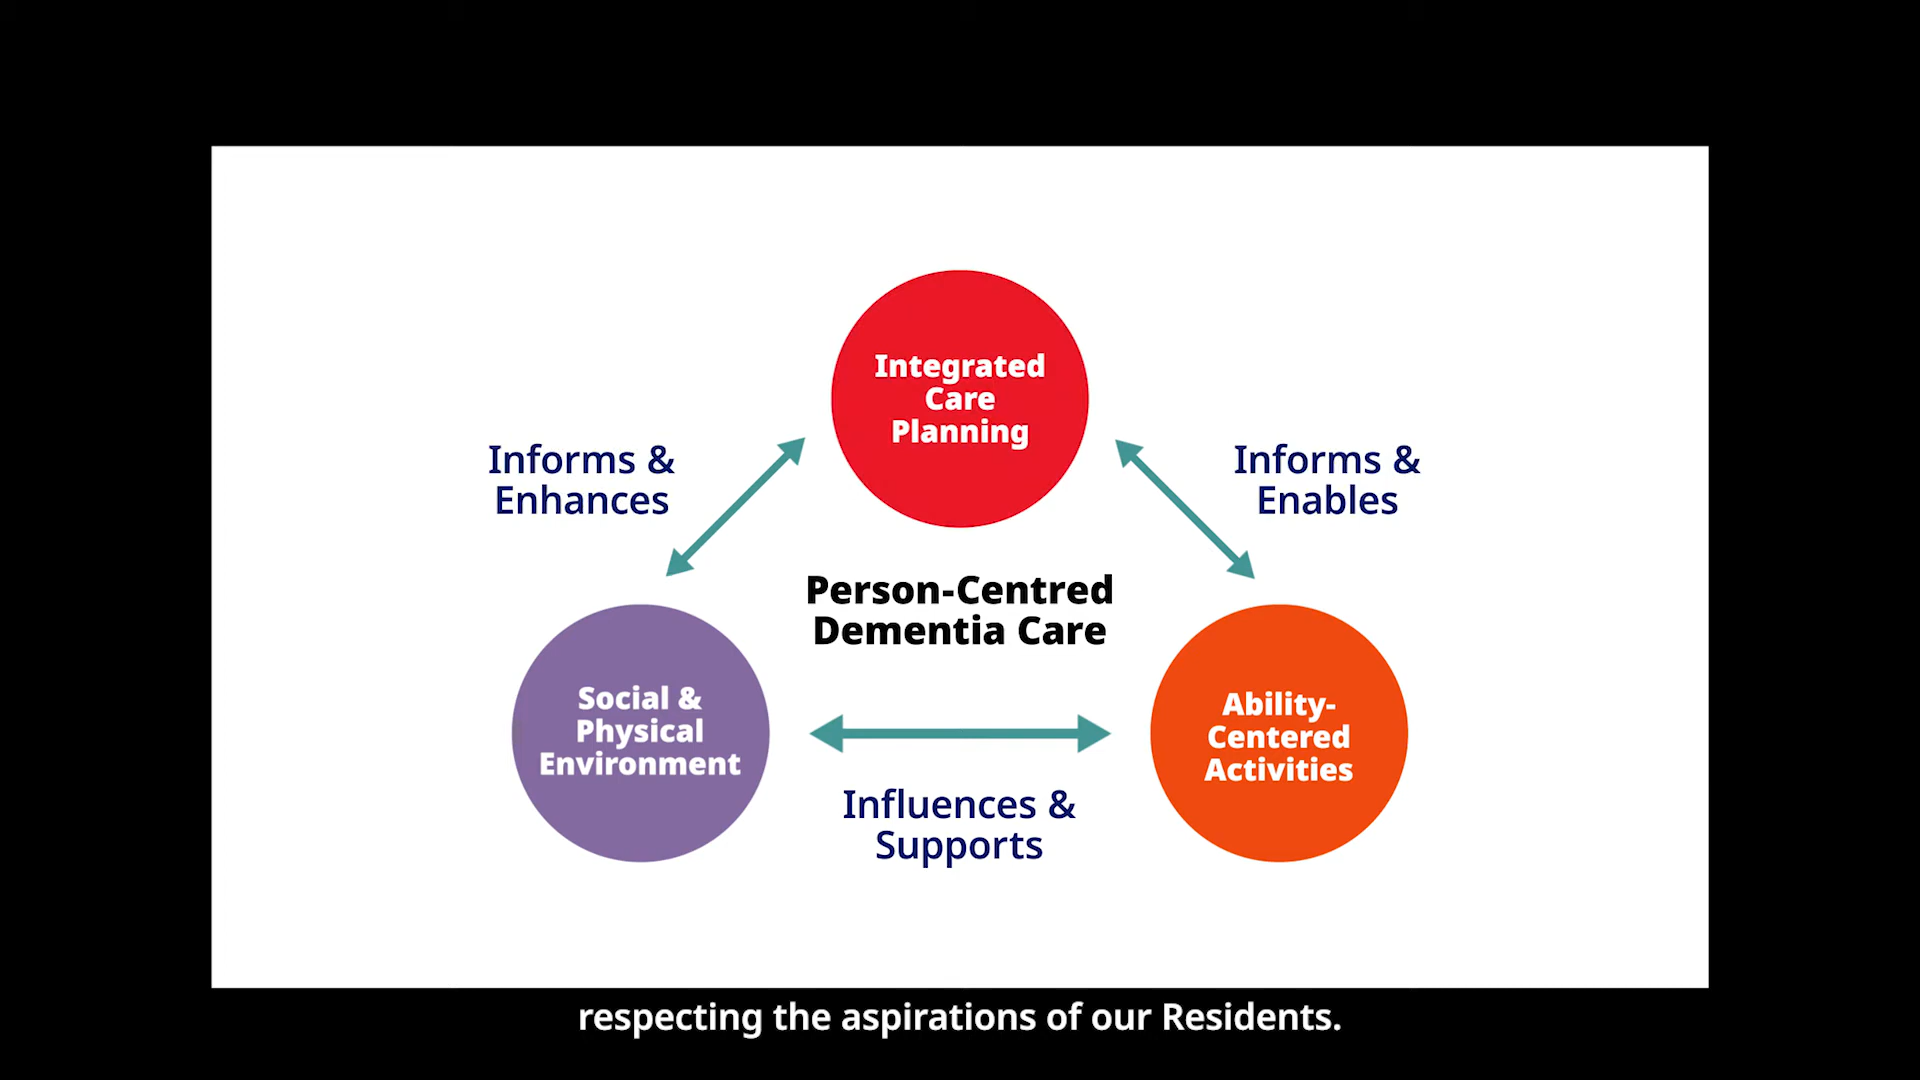 Integrated
Care
Planning
Informs &
Enhances
Informs &
Enables
Person-Centred
Dementia Care
Social &
Physical
Environment
Ability-
Centered
Activities
Influences &
Supports
respecting the aspirations of our Residents.